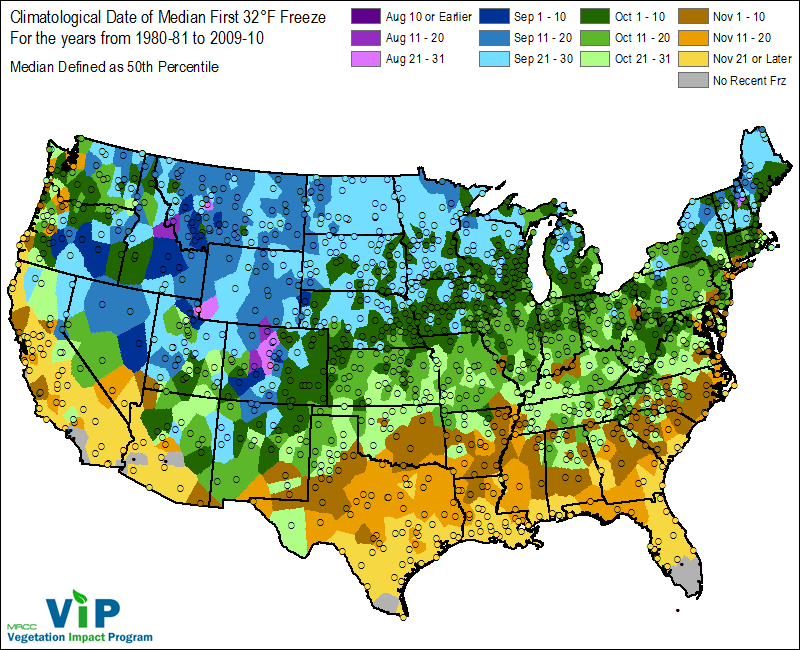 Climatological Date of Median First 32°F Freeze
For the years from 1980-81 to 2009-10
Median Defined as 50th Percentile
Aug 10 or Earlier
Aug 11 - 20
Aug 21 - 31
Sep 1 - 10
Sep 11 - 20
Sep 21 - 30
Oct 1 - 10
Oct 11 - 20
Oct 21 - 31
Nov 1 - 10
Nov 11 - 20
Nov 21 or Later
No Recent Frz
MRCC
ViP
Vegetation Impact Program